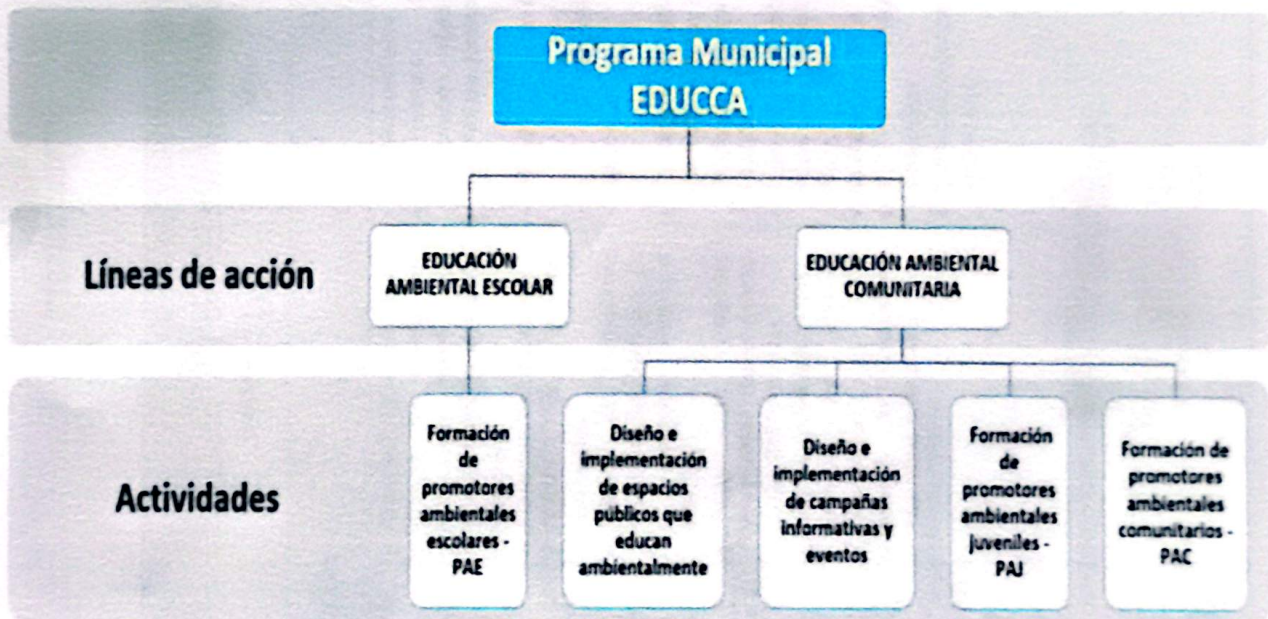 Programa Municipal
EDUCCA
Líneas de acción
EDUCACIÓN
AMBIENTAL ESCOLAR
EDUCACIÓN AMBIENTAL
COMUNITARIA
Actividades
Formación
de
promotores
ambientales
escolares -
PAE
Diseño e
implementación
de espacios
públicos que
educan
ambientalmente
Diseño e
implementación
de campañas
informativas y
eventos
Formación
de
promotores
ambientales
juveniles -
PAJ
Formación de
promotores
ambientales
comunitarios -
PAC